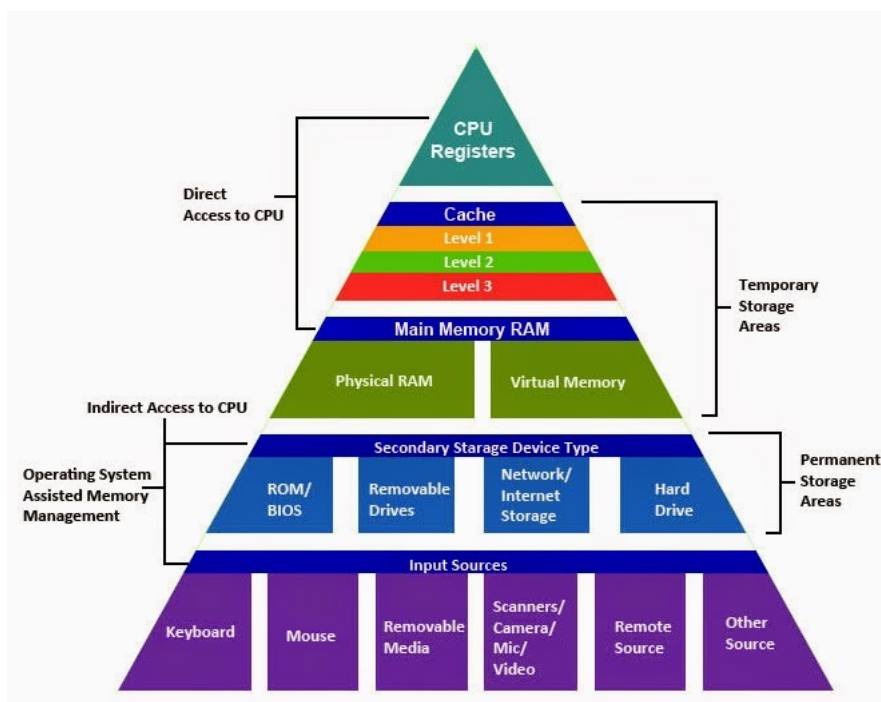 CPU
Registers
Direct
Access to CPU
Cache
Level 1
Level 2
Level 3
Temporary
Storage
Areas
Main Memory RAM
Physical RAM
Virtual Memory
Indirect Access to CPU
Secondary Starage Device Type
Operating System
Assisted Memory
Management
ROM/
BIOS
Removable
Drives
Network/
Internet
Storage
Hard
Drive
Permanent
Storage
Areas
Input Sources
Keyboard
Mouse
Removable
Media
Scanners/
Camera/
Mic/
Video
Remote
Source
Other
Source